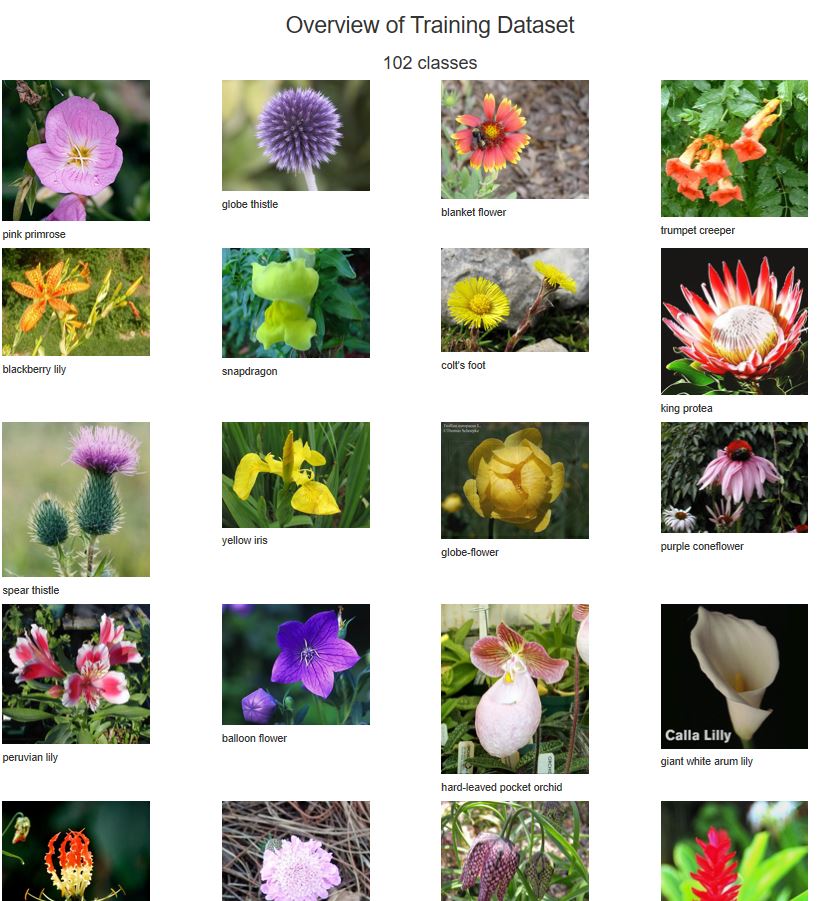 Overview of Training Dataset
102 classes
pink primrose
globe thistle
blanket flower
trumpet creeper
blackberry lily
snapdragon
colt's foot
king protea
spear thistle
yellow iris
globe-flower
purple coneflower
peruvian lily
balloon flower
hard-leaved pocket orchid
Calla Lilly
giant white arum lily